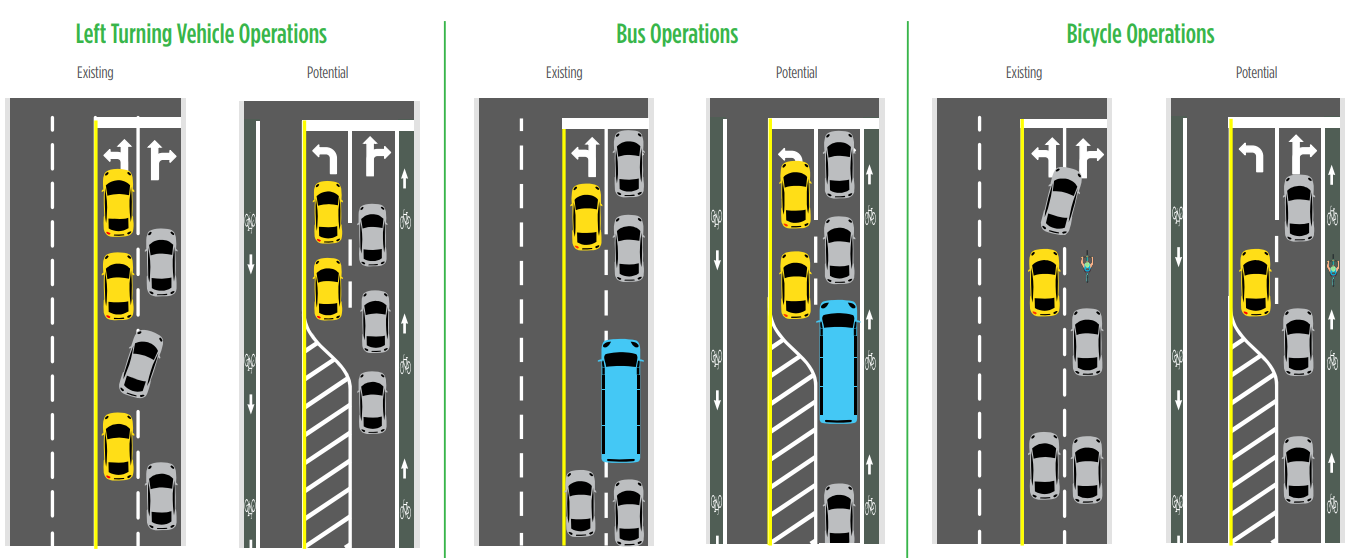 Left Turning Vehicle Operations
Existing
Potential
Bus Operations
Existing
Potential
Bicycle Operations
Existing
Potential